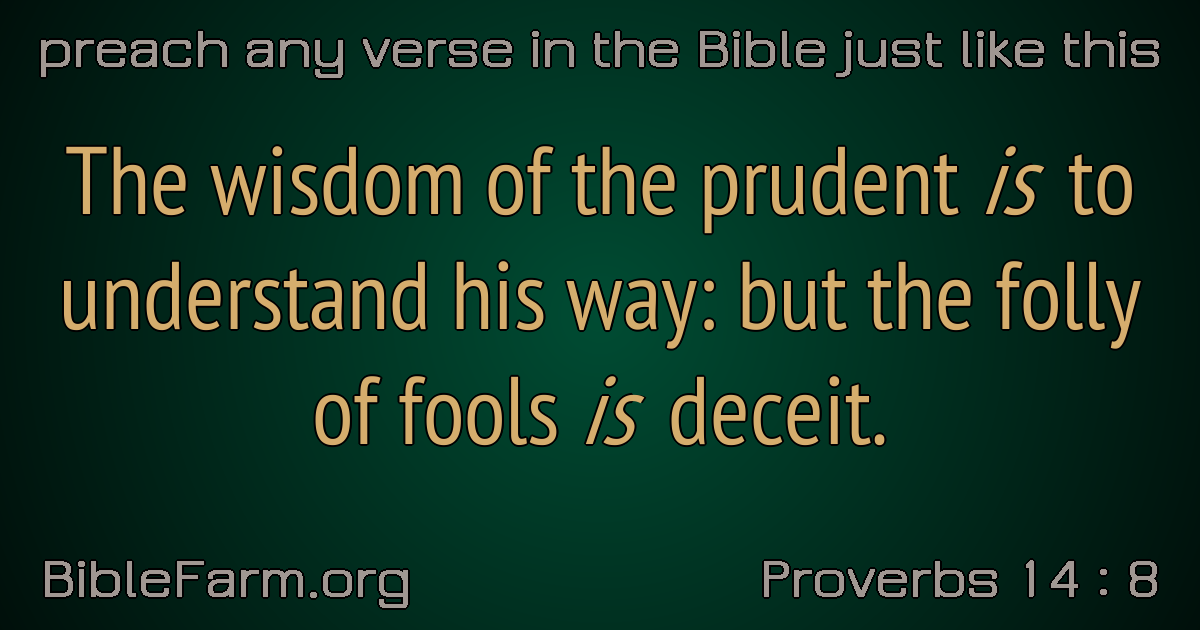 preach any verse in the Bible just like this
The wisdom of the prudent is to
understand his way: but the folly
of fools is deceit.
BibleFarm.org
Proverbs 14 : 8